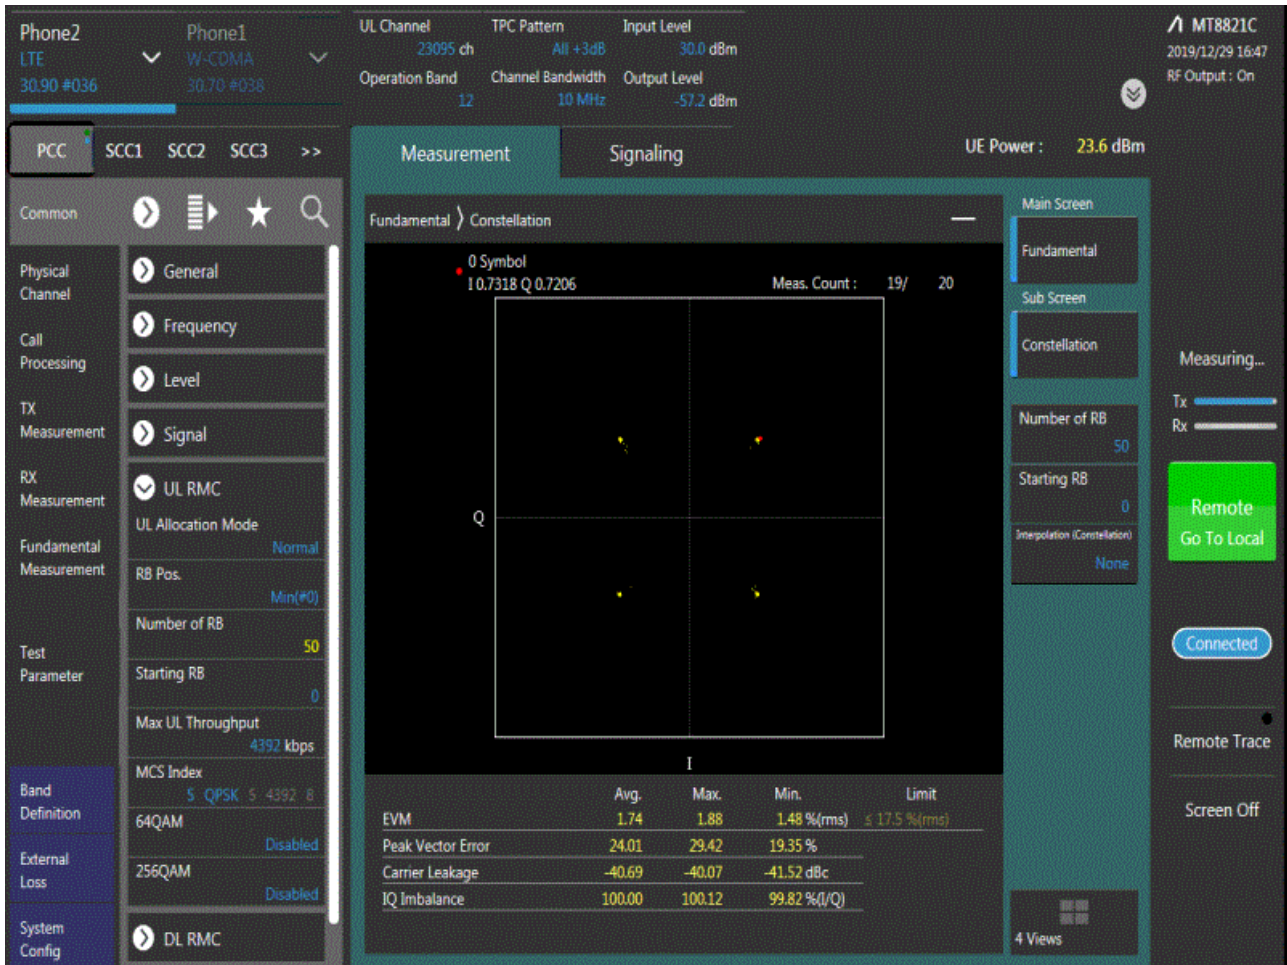 Phone2
LTE
30.90 #036
Phone1
W-CDMA
30.70 #038
UL Channel
23095 ch
TPC Pattern
All +3dB
Input Level
30.0 dBm
Operation Band
12
Channel Bandwidth
10 MHz
Output Level
-57.2 dBm
MT8821C
2019/12/29 16:47
RF Output : On
PCC SCC1 SCC2 SCC3 >>
Measurement
Signaling
UE Power : 23.6 dBm
Common
Physical
Channel
Call
Processing
TX
Measurement
RX
Measurement
Fundamental
Measurement
Test
Parameter
Band
Definition
External
Loss
System
Config
General
Frequency
Level
Signal
UL RMC
UL Allocation Mode
Normal
RB Pos.
Min(#0)
Number of RB
50
Starting RB
0
Max UL Throughput
4392 kbps
MCS Index
5 QPSK 5 4392 8
64QAM
Disabled
256QAM
Disabled
DL RMC
Fundamental 〉 Constellation
0 Symbol
I 0.7318 Q 0.7206
Meas. Count : 19/ 20
Q
I
Avg. Max. Min. Limit
EVM 1.74 1.88 1.48 %(rms) ≤ 17.5 %(rms)
Peak Vector Error 24.01 29.42 19.35 %
Carrier Leakage -40.69 -40.07 -41.52 dBc
IQ Imbalance 100.00 100.12 99.82 %(I/Q)
Main Screen
Fundamental
Sub Screen
Constellation
Number of RB
50
Starting RB
0
Interpolation (Constellation)
None
4 Views
Measuring...
Tx
Rx
Remote
Go To Local
Connected
Remote Trace
Screen Off